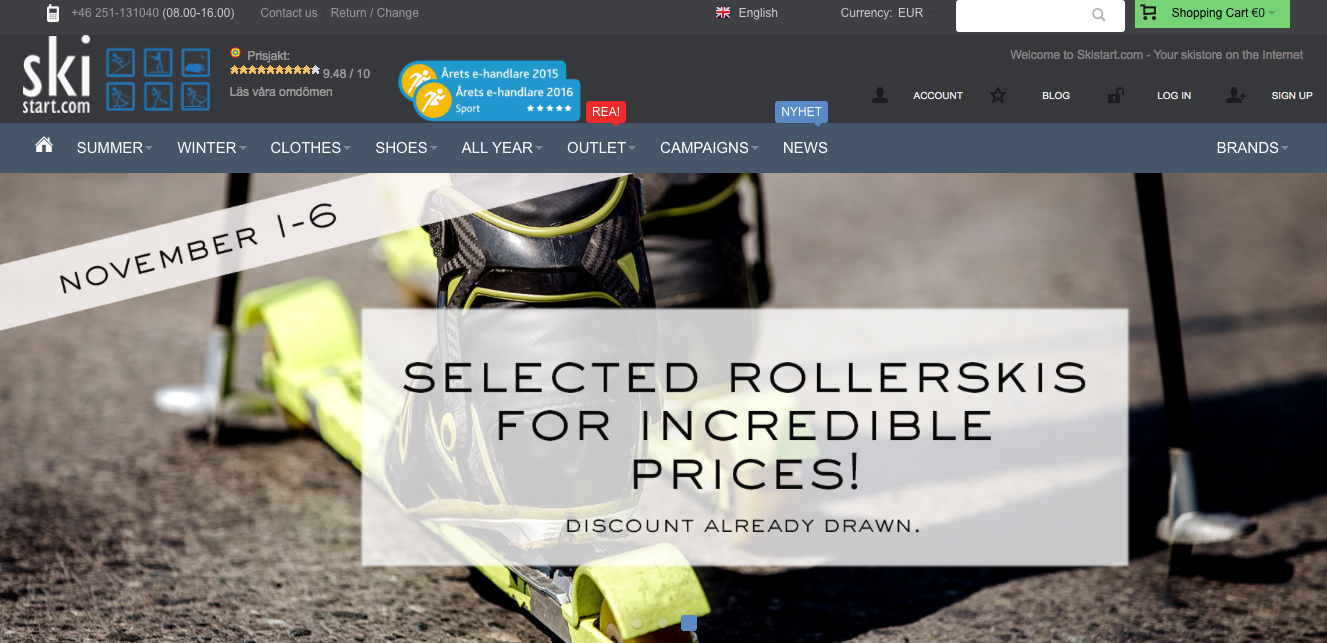 +46 251-131040 (08.00-16.00) Contact us Return / Change English Currency: EUR Shopping Cart €0
ski
start.com
Prisjakt:
9.48 / 10
Läs våra omdömen
Årets e-handlare 2015
Årets e-handlare 2016
Sport
Welcome to Skistart.com - Your skistore on the Internet
ACCOUNT BLOG LOG IN SIGN UP
REA! NYHET
SUMMER WINTER CLOTHES SHOES ALL YEAR OUTLET CAMPAIGNS NEWS BRANDS
NOVEMBER 1-6
SELECTED ROLLERSKIS
FOR INCREDIBLE
PRICES!
DISCOUNT ALREADY DRAWN.